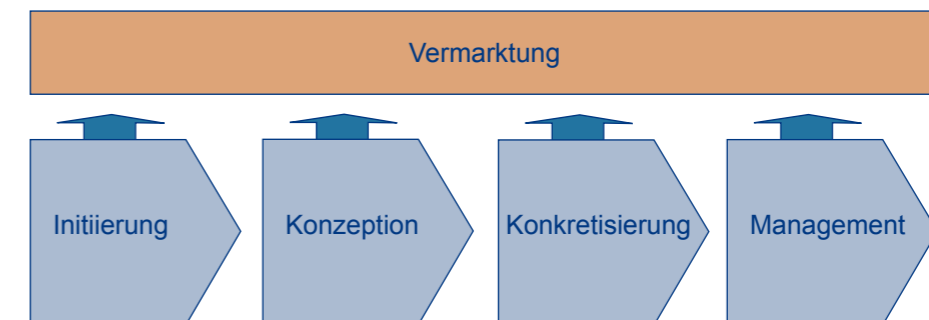 Vermarktung
Initiierung
Konzeption
Konkretisierung
Management